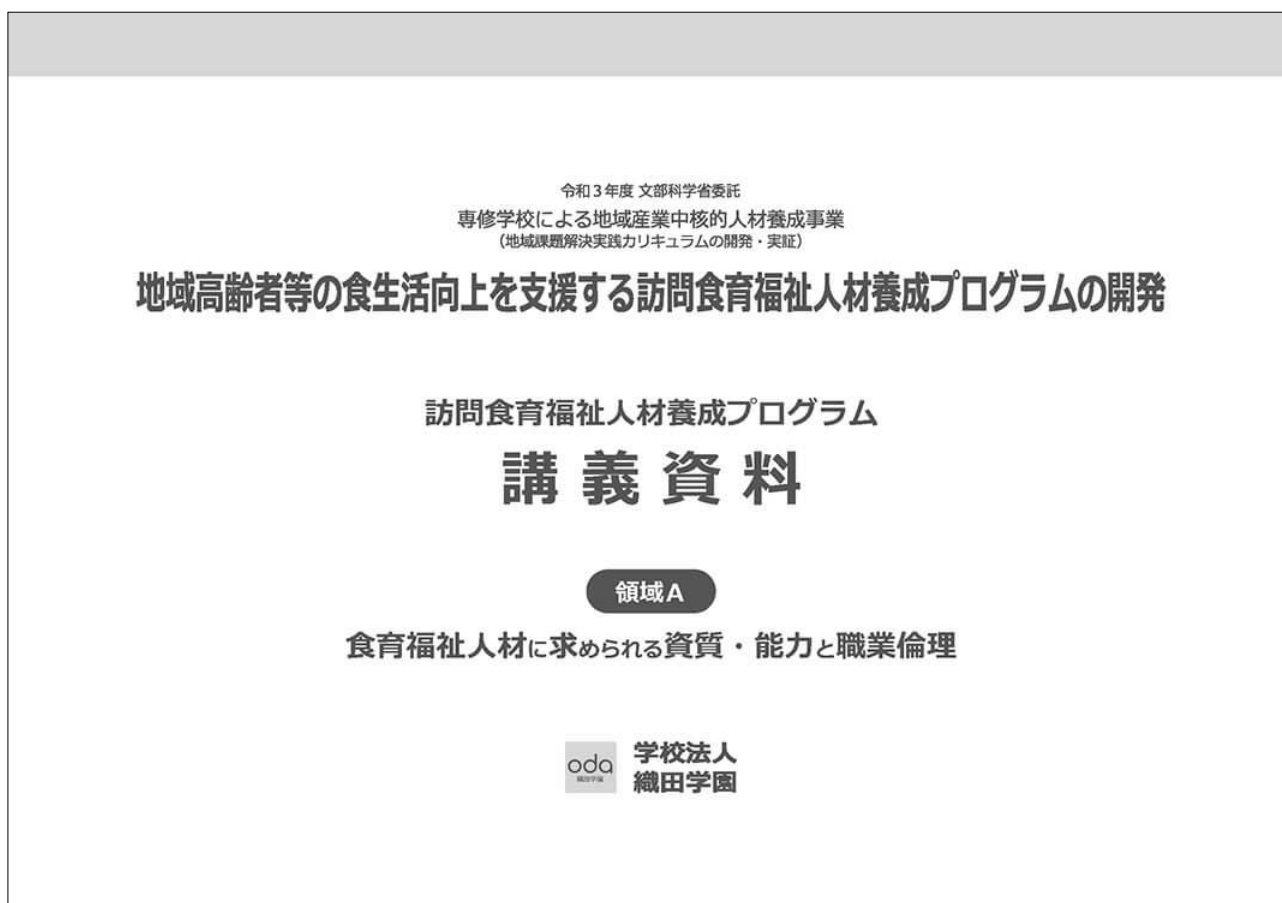 令和３年度 文部科学省委託
専修学校による地域産業中核的人材養成事業
（地域課題解決実践カリキュラムの開発・実証）
地域高齢者等の食生活向上を支援する訪問食育福祉人材養成プログラムの開発
訪問食育福祉人材養成プログラム
講義資料
領域A
食育福祉人材に求められる資質・能力と職業倫理
oda
織田学園
学校法人
織田学園